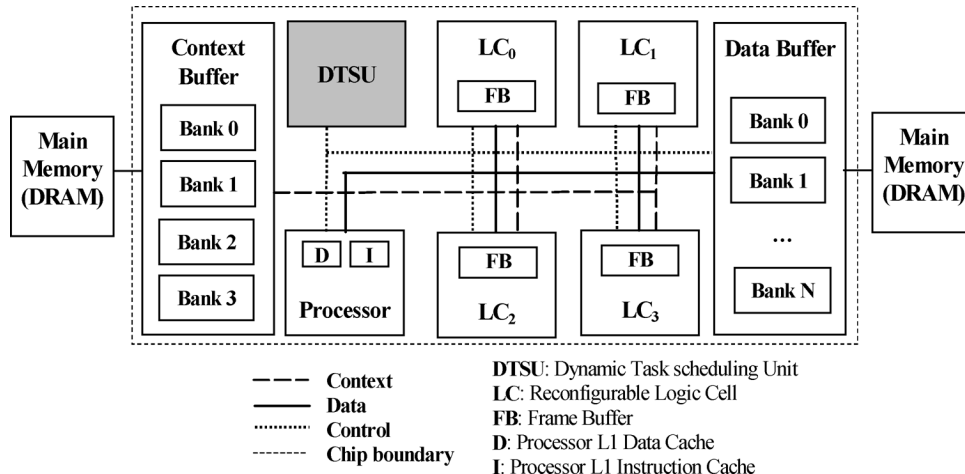 Main
Memory
(DRAM)
Context
Buffer
Bank 0
Bank 1
Bank 2
Bank 3
DTSU
D
I
Processor
LC0
FB
LC1
FB
FB
LC2
FB
LC3
Data Buffer
Bank 0
Bank 1
...
Bank N
Main
Memory
(DRAM)
Context
Data
Control
Chip boundary
DTSU: Dynamic Task scheduling Unit
LC: Reconfigurable Logic Cell
FB: Frame Buffer
D: Processor L1 Data Cache
I: Processor L1 Instruction Cache